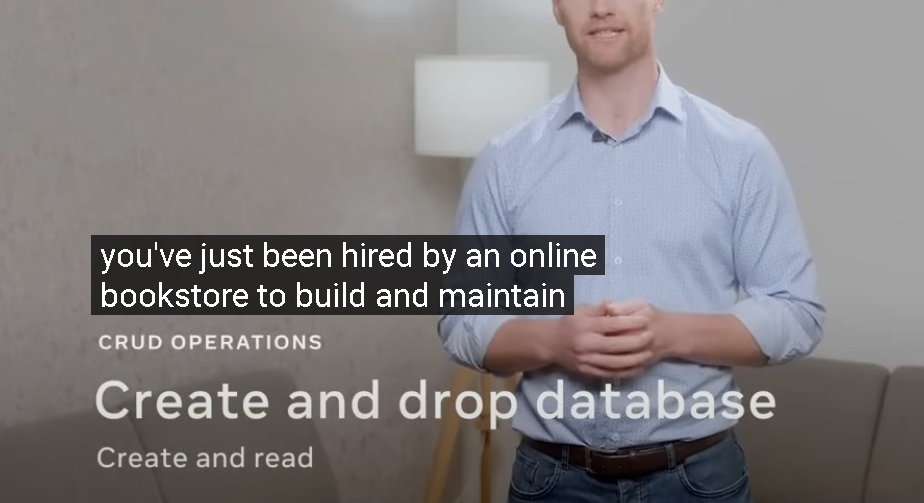 you've just been hired by an online
bookstore to build and maintain
CRUD OPERATIONS
Create and drop database
Create and read